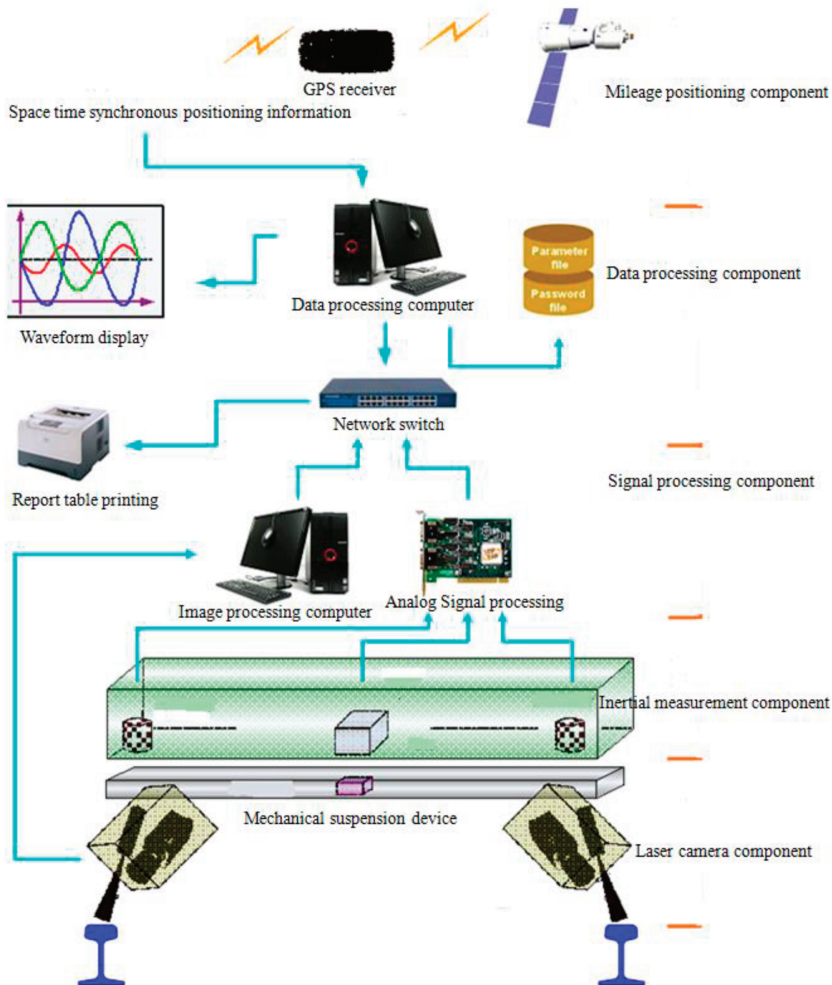 GPS receiver
Mileage positioning component
Space time synchronous positioning information
Parameter
file
Password
file
Data processing component
Data processing computer
Waveform display
Network switch
Report table printing
Signal processing component
Image processing computer
Analog Signal processing
Inertial measurement component
Mechanical suspension device
Laser camera component